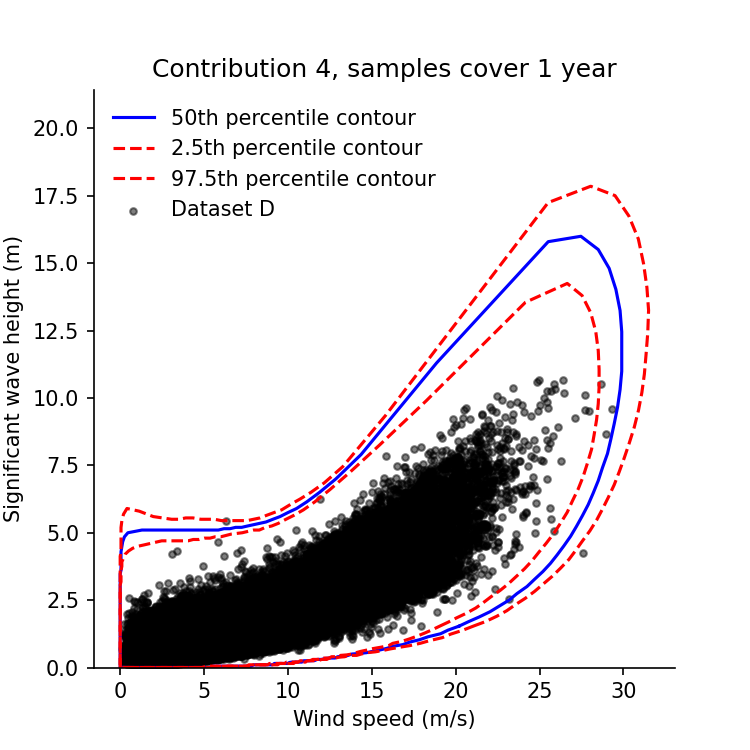 Contribution 4, samples cover 1 year
50th percentile contour
2.5th percentile contour
97.5th percentile contour
Dataset D
Significant wave height (m)
20.0
17.5
15.0
12.5
10.0
7.5
5.0
2.5
0.0
0 5 10 15 20 25 30
Wind speed (m/s)